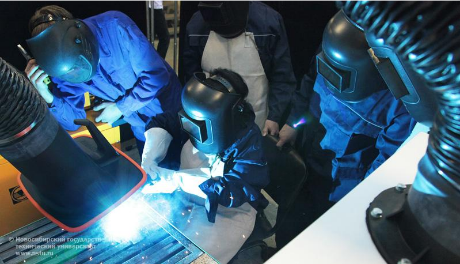 © Новосибирский государственный
технический университет
www.nstu.ru